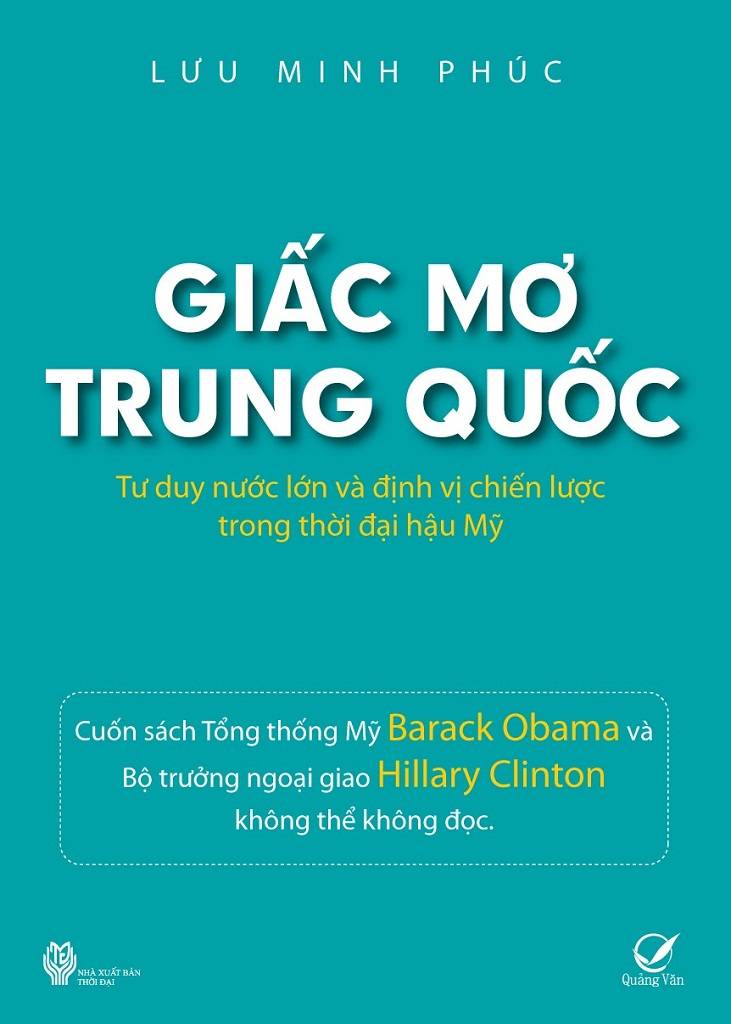 LƯU MINH PHÚC
GIẤC MƠ
TRUNG QUỐC
Tư duy nước lớn và định vị chiến lược
trong thời đại hậu Mỹ
Cuốn sách Tổng thống Mỹ Barack Obama và
Bộ trưởng ngoại giao Hillary Clinton
không thể không đọc.
NHÀ XUẤT BẢN
THỜI ĐẠI
Quảng Văn